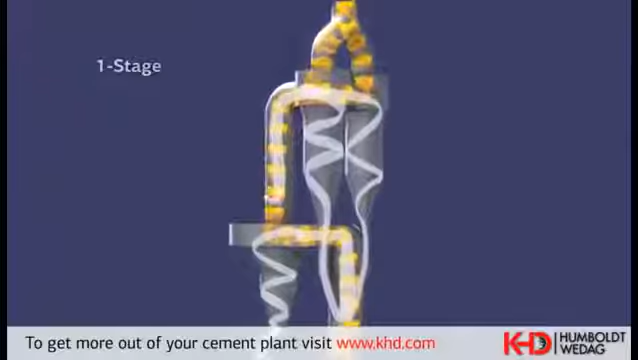 1-Stage
To get more out of your cement plant visit www.khd.com
KHD
HUMBOLDT
WEDAG